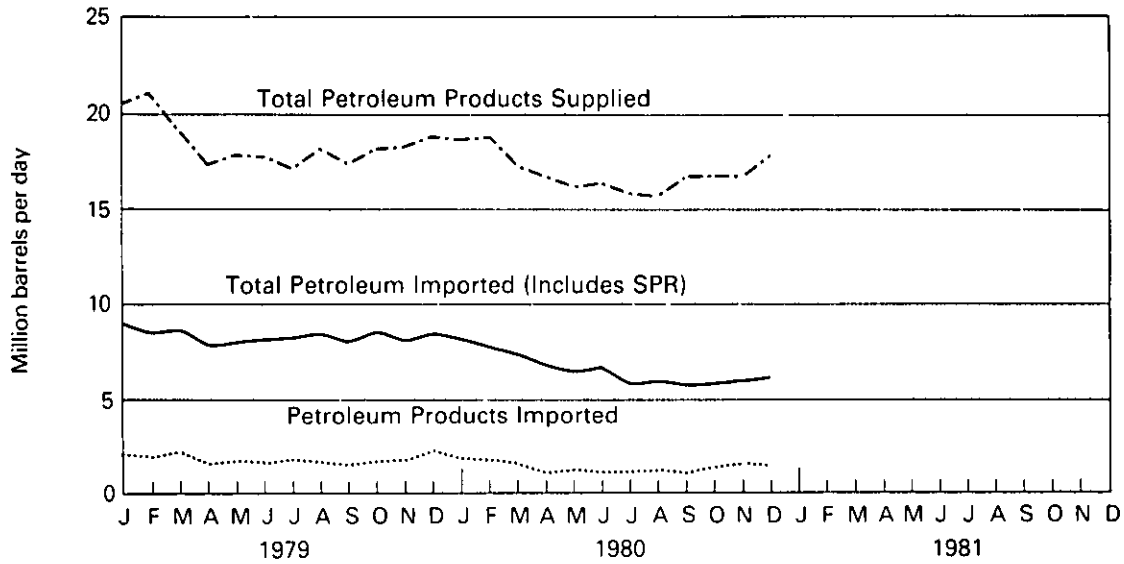 25
Total Petroleum Products Supplied
20
15
Million barrels per day
Total Petroleum Imported (Includes SPR)
10
Petroleum Products Imported
5
0
J F M A M J J A S O N D J F M A M J J A S O N D J F M A M J J A S O N D
1979 1980 1981